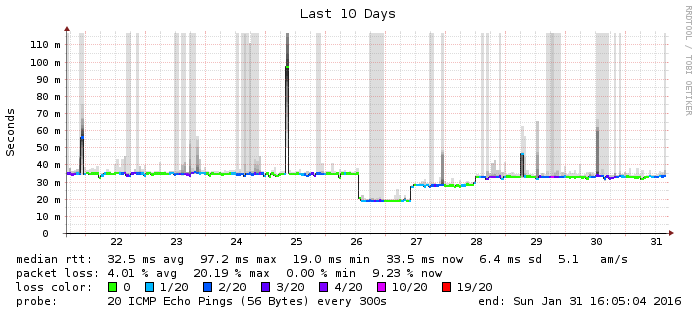 Last 10 Days
RRDTOOL / TOBI OETIKER
Seconds
110 m
100 m
90 m
80 m
70 m
60 m
50 m
40 m
30 m
20 m
10 m
0
22 23 24 25 26 27 28 29 30 31
median rtt: 32.5 ms avg 97.2 ms max 19.0 ms min 33.5 ms now 6.4 ms sd 5.1 am/s
packet loss: 4.01 % avg 20.19 % max 0.00 % min 9.23 % now
loss color: 0 1/20 2/20 3/20 4/20 10/20 19/20
probe: 20 ICMP Echo Pings (56 Bytes) every 300s end: Sun Jan 31 16:05:04 2016